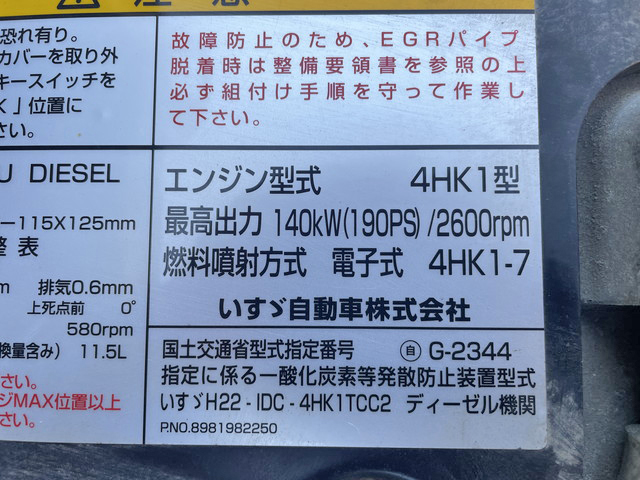 注意
恐れ有り。
カバーを取り外
キースイッチを
K」位置に
さい。
故障防止のため、EGRパイプ
脱着時は整備要領書を参照の上
必ず組付け手順を守って作業し
て下さい。
U DIESEL
ー115X125mm
整 表
m 排気0.6mm
上死点前 0°
580rpm
換量含み) 11.5L
さい。
ジMAX位置以上
さい。
エンジン型式 4HK1型
最高出力 140kW(190PS)/2600rpm
燃料噴射方式 電子式 4HK1-7
いすゞ自動車株式会社
国土交通省型式指定番号 自 G-2344
指定に係る一酸化炭素等発散防止装置型式
いすゞH22-IDC-4HK1TCC2 ディーゼル機関
P.NO.8981982250